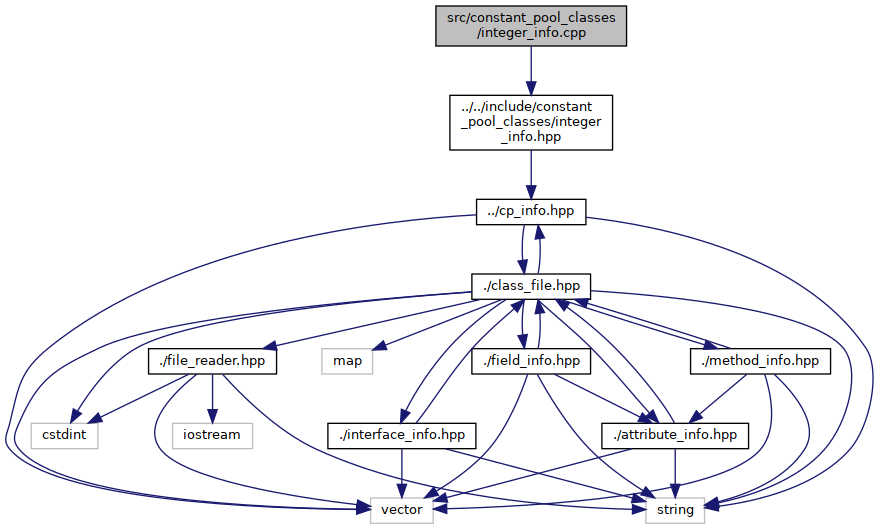 src/constant_pool_classes
/integer_info.cpp
../../include/constant
_pool_classes/integer
_info.hpp
../cp_info.hpp
./class_file.hpp
./file_reader.hpp
map
./field_info.hpp
./method_info.hpp
cstdint
iostream
./interface_info.hpp
./attribute_info.hpp
vector
string